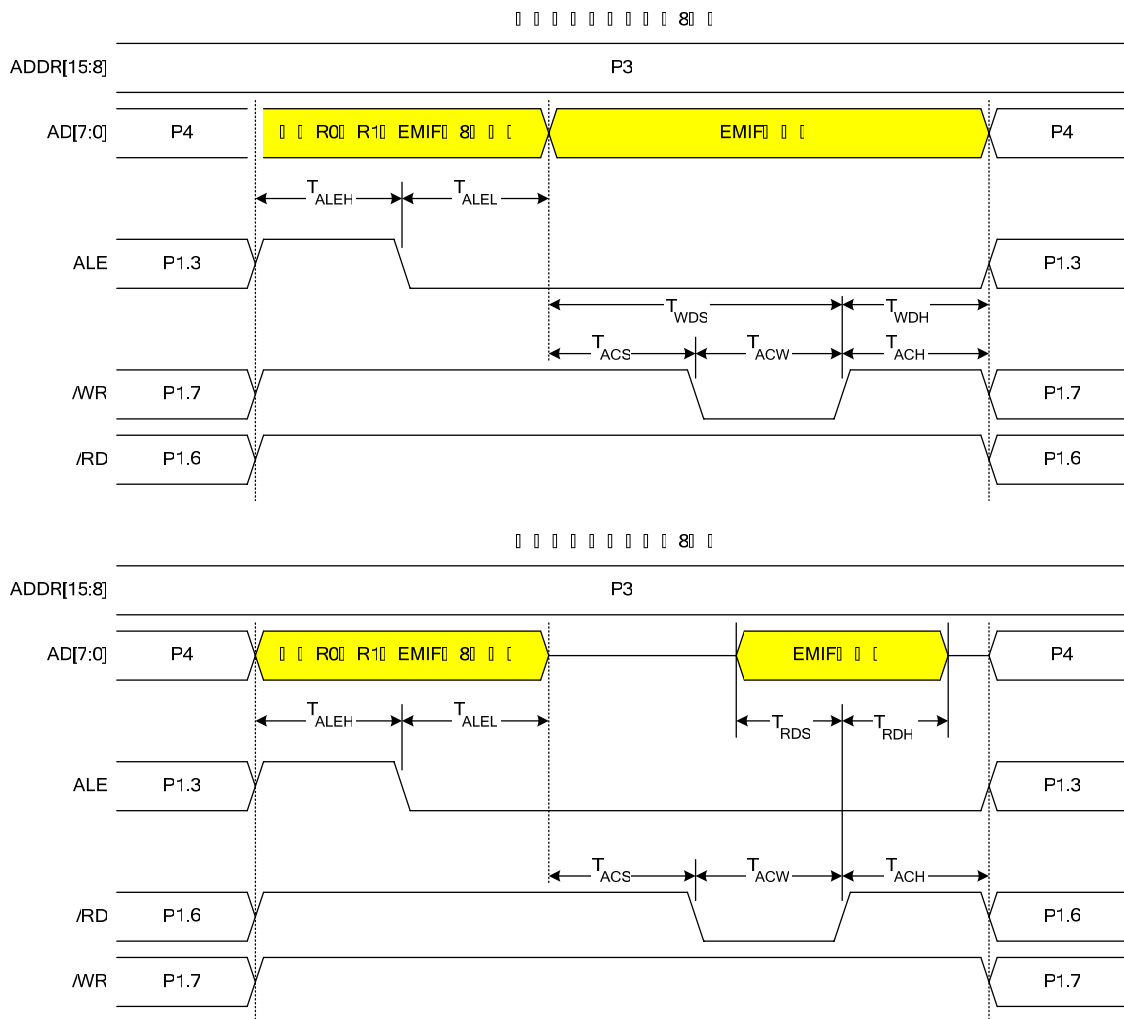 8
ADDR[15:8] P3
AD[7:0] P4 R0 R1 EMIF 8 EMIF P4
TALEH TALEL
ALE P1.3 P1.3
TWDS TWDH
TACS TACW TACH
/WR P1.7 P1.7
/RD P1.6 P1.6
8
ADDR[15:8] P3
AD[7:0] P4 R0 R1 EMIF 8 EMIF P4
TALEH TALEL TRDS TRDH
ALE P1.3 P1.3
TACS TACW TACH
/RD P1.6 P1.6
/WR P1.7 P1.7